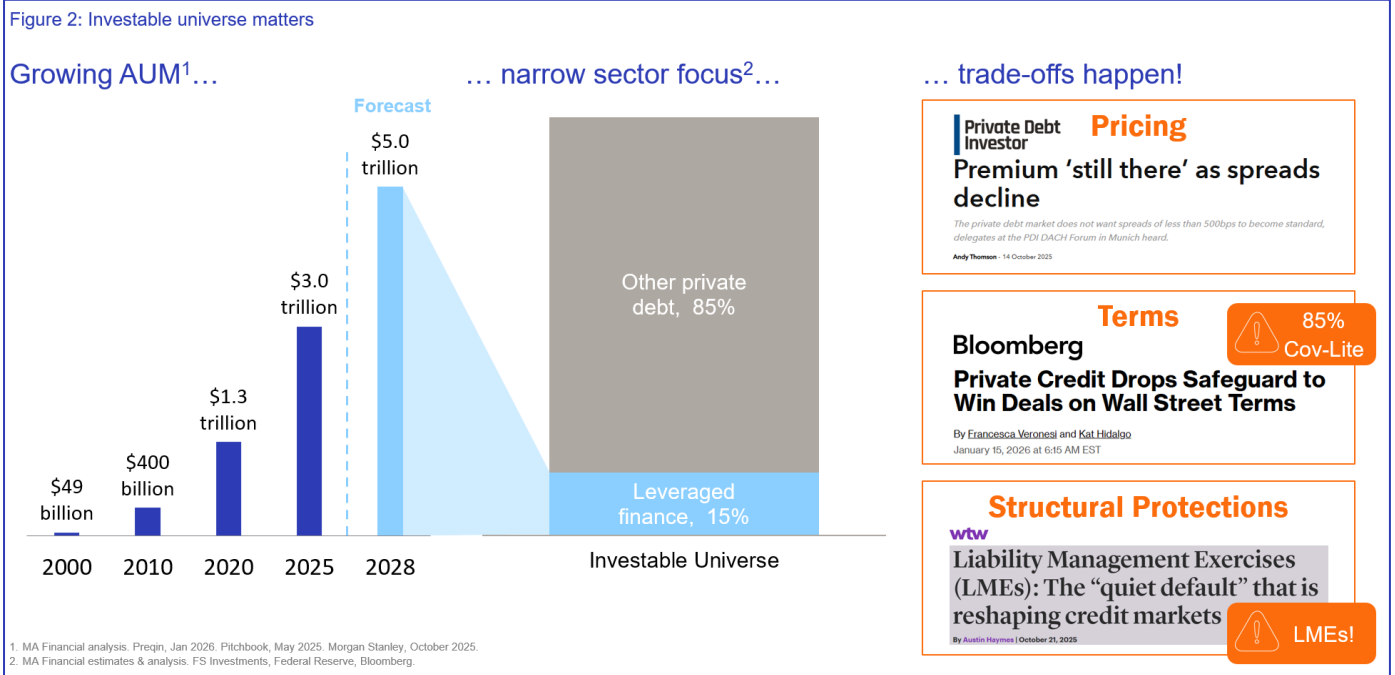 Figure 2: Investable universe matters
Growing AUM¹…
Forecast
$49
billion
$400
billion
$1.3
trillion
$3.0
trillion
$5.0
trillion
2000
2010
2020
2025
2028
… narrow sector focus²…
Other private
debt, 85%
Leveraged
finance, 15%
Investable Universe
… trade-offs happen!
Pricing
Private Debt
Investor
Premium ‘still there’ as spreads
decline
The private debt market does not want spreads of less than 500bps to become standard,
delegates at the PDI DACH Forum in Munich heard.
Andy Thomson - 14 October 2025
Terms
85%
Cov-Lite
Bloomberg
Private Credit Drops Safeguard to
Win Deals on Wall Street Terms
By Francesca Veronesi and Kat Hidalgo
January 15, 2026 at 6:15 AM EST
Structural Protections
wtw
Liability Management Exercises
(LMEs): The “quiet default” that is
reshaping credit markets
By Austin Haymes | October 21, 2025
LMEs!
1. MA Financial analysis. Preqin, Jan 2026. Pitchbook, May 2025. Morgan Stanley, October 2025.
2. MA Financial estimates & analysis. FS Investments, Federal Reserve, Bloomberg.